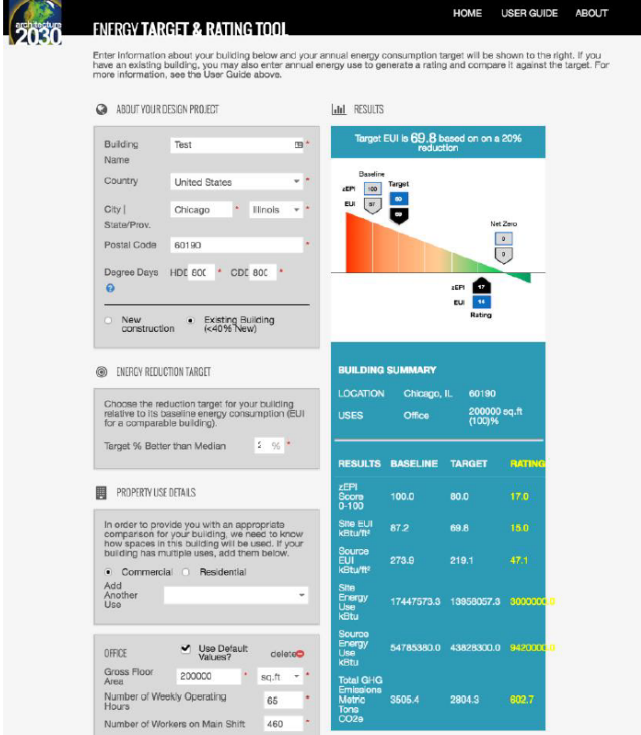 architecture
2030
HOME USER GUIDE ABOUT
ENERGY TARGET & RATING TOOL
Enter Information about your building below and your annual energy consumption target will be shown to the right. If you
have an existing building, you may also enter annual energy use to generate a rating and compare it against the target. For
more information, see the User Guide above.
ABOUT YOUR DESIGN PROJECT
Building
Name
Test *
Country
United States *
City |
State/Prov.
Chicago * Illinois *
Postal Code
60190 *
Degree Days HDD 800 * CDD 800 *
?
New
construction
Existing Building
(<40% New)
ENERGY REDUCTION TARGET
Choose the reduction target for your building
relative to its baseline energy consumption (EUI
for a comparable building).
Target % Better than Median
% *
PROPERTY USE DETAILS
In order to provide you with an appropriate
comparison for your building, we need to know
how spaces in this building will be used. If your
building has multiple uses, add them below.
Commercial Residential
Add
Another
Use
OFFICE
Use Default
Values?
delete
Gross Floor
Area
200000 * sq.ft *
Number of Weekly Operating
Hours
65 *
Number of Workers on Main Shift 460 *
RESULTS
Target EUI is 69.8 based on on a 20%
reduction
Baseline
Target
zEPI 100 80
EUI 87 69
Net Zero
0
0
zEPI 17
EUI 14
Rating
BUILDING SUMMARY
LOCATION Chicago, IL 60190
USES Office 200000 sq.ft
(100)%
RESULTS BASELINE TARGET RATING
zEPI
Score
0-100
100.0 80.0 17.0
Site EUI
kBtu/ft²
87.2 69.8 15.0
Source
EUI
kBtu/ft²
273.9 219.1 47.1
Site
Energy
Use
kBtu
17447573.3 13958057.3 3000000.0
Source
Energy
Use
kBtu
54785380.0 43828300.0 9420000.0
Total GHG
Emissions
Metric
Tons
CO2e
3505.4 2804.3 602.7